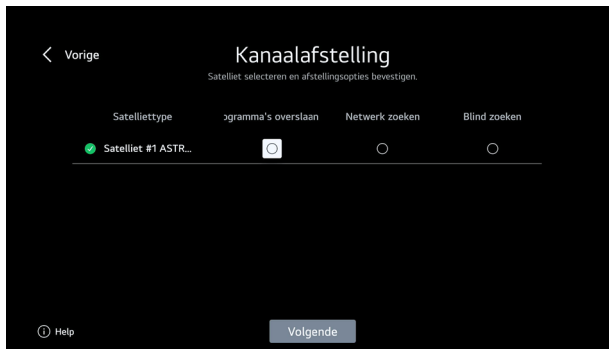 Vorige
Kanaalafstelling
Satelliet selecteren en afstellingsopties bevestigen.
Satelliettype ogramma's overslaan Netwerk zoeken Blind zoeken
Satelliet #1 ASTR...
Help
Volgende